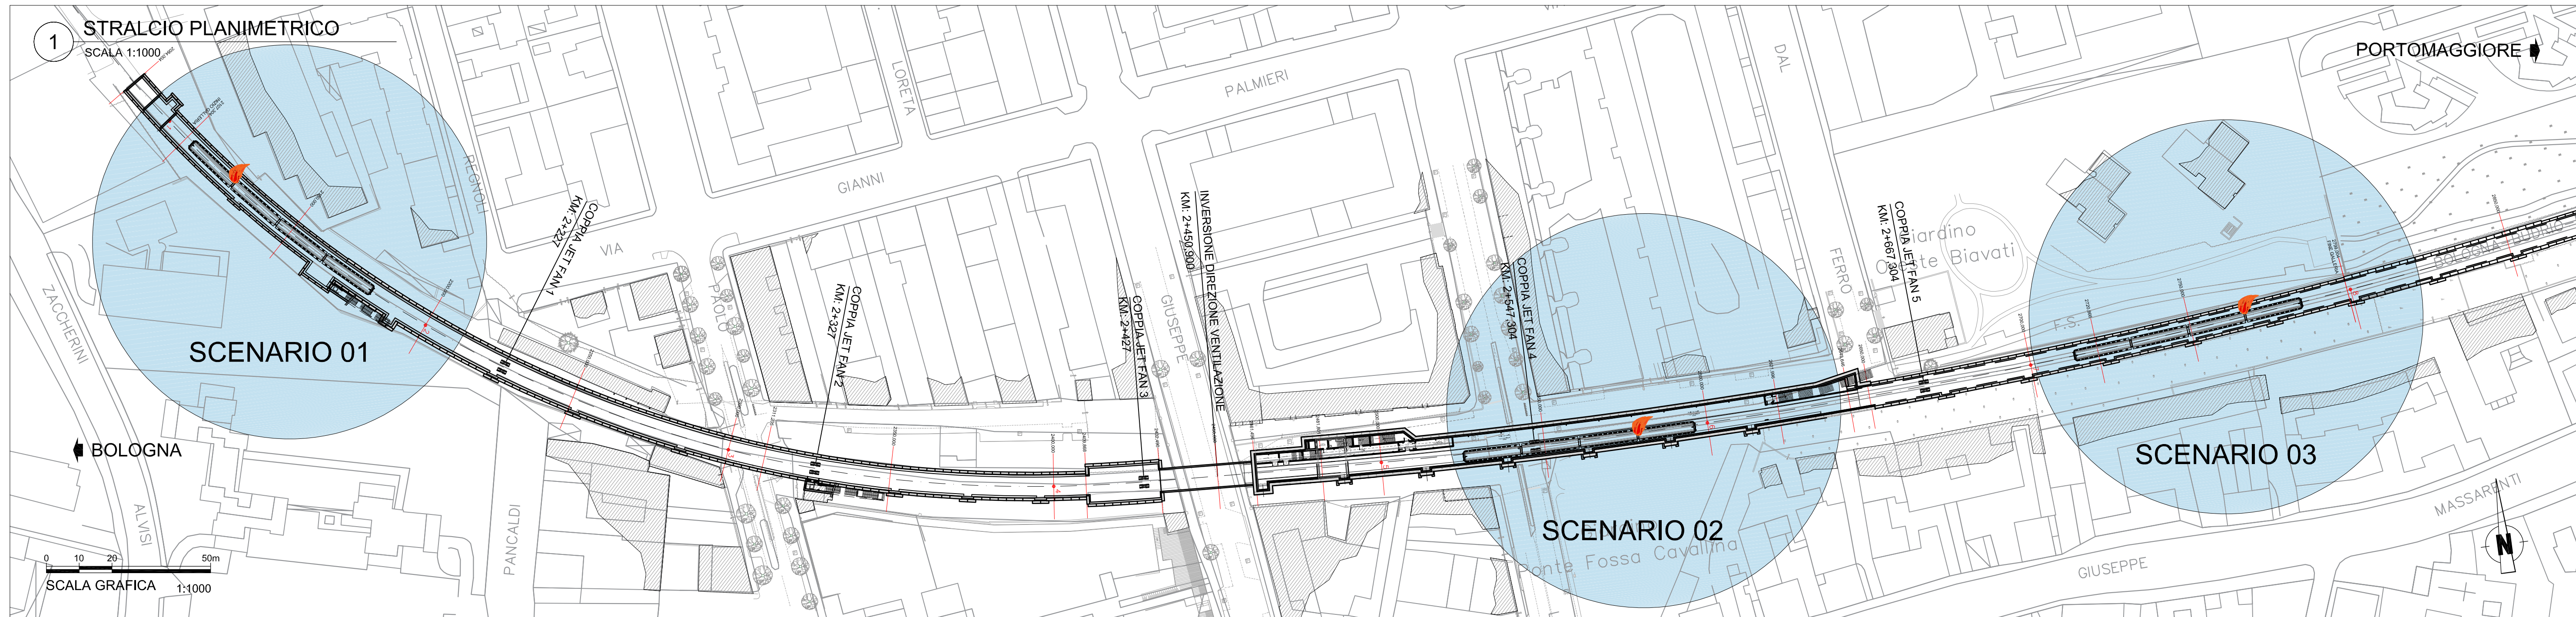 1
STRALCIO PLANIMETRICO
SCALA 1:1000
PORTOMAGGIORE
BOLOGNA
SCENARIO 01
SCENARIO 02
SCENARIO 03
COPPIA JET FAN 1
KM: 2+227
COPPIA JET FAN 2
KM: 2+327
COPPIA JET FAN 3
KM: 2+427
INVERSIONE DIREZIONE VENTILAZIONE
KM: 2+450.900
COPPIA JET FAN 4
KM: 2+547.304
COPPIA JET FAN 5
KM: 2+667.304
ZACCHERINI
ALVISI
REGNOLI
PANCALDI
VIA
GIANNI
PALMIERI
LORETA
PAOLO
GIUSEPPE
DAL
FERRO
Oreste Biavati
F.S.
BOLOGNA-BUDRIO
Ponte Fossa Cavallina
GIUSEPPE
MASSARENTI
N
0 10 20 50m
SCALA GRAFICA 1:1000